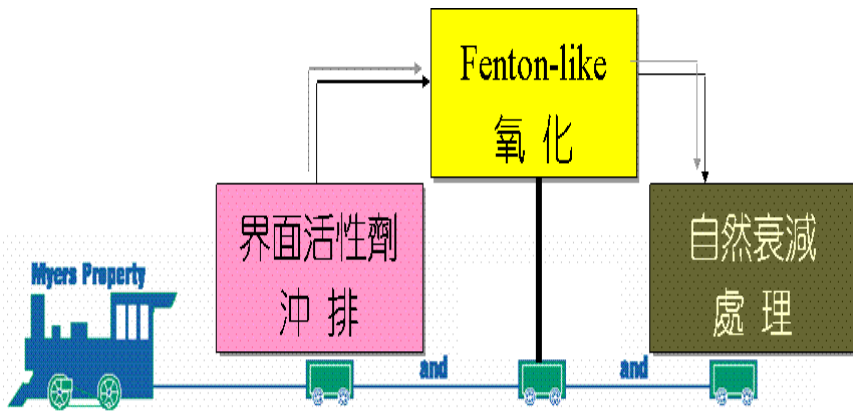 Fenton-like
氧化
界面活性劑
沖排
自然衰減
處理
Myers Property
and
and